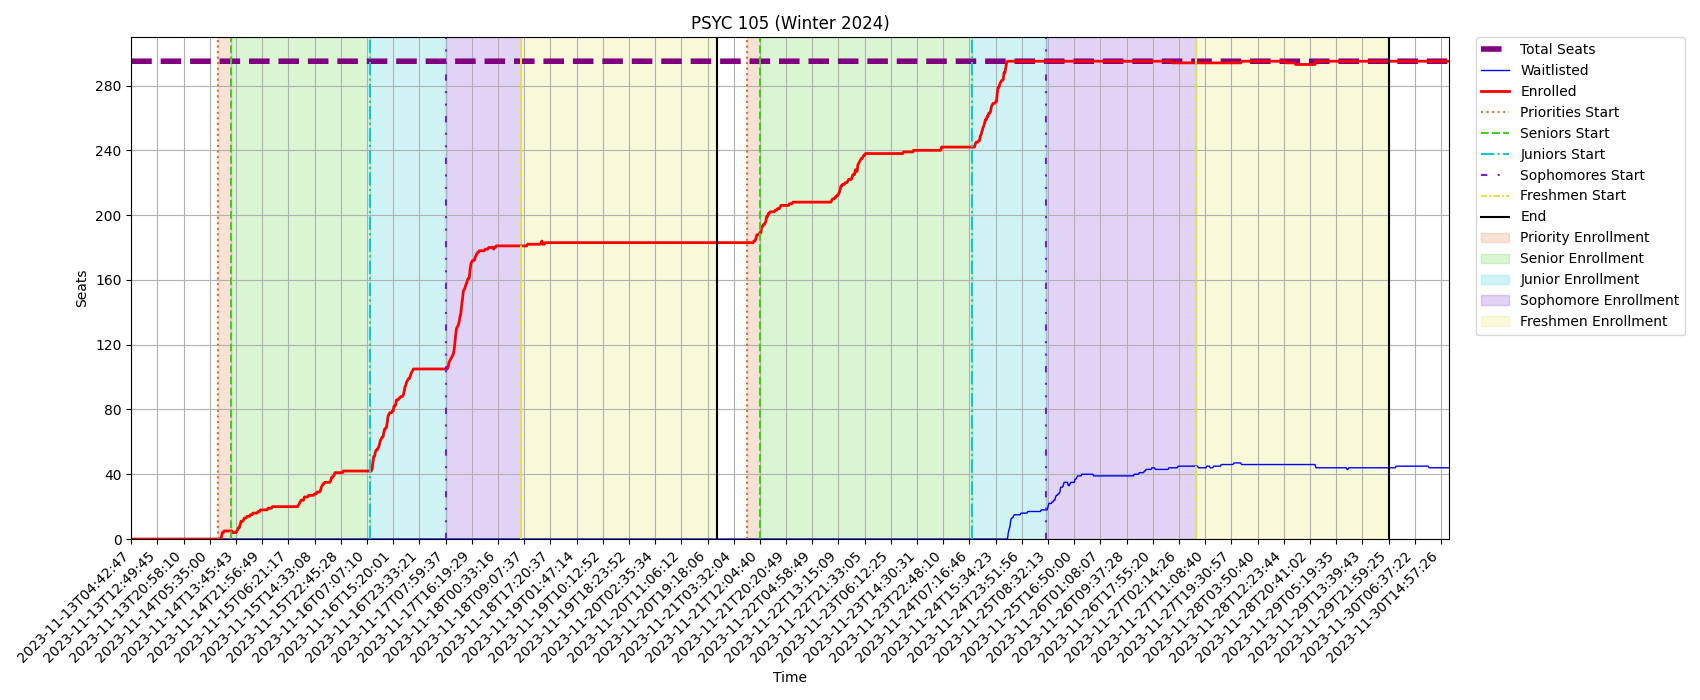 PSYC 105 (Winter 2024)
Seats
280
240
200
160
120
80
40
0
2023-11-13T04:42:47
2023-11-13T12:49:45
2023-11-13T20:58:10
2023-11-14T05:35:00
2023-11-14T13:45:43
2023-11-14T21:56:49
2023-11-15T06:21:17
2023-11-15T14:33:08
2023-11-15T22:45:28
2023-11-16T07:07:10
2023-11-16T15:20:01
2023-11-16T23:33:21
2023-11-17T07:59:37
2023-11-17T16:19:29
2023-11-18T00:33:16
2023-11-18T09:07:37
2023-11-18T17:20:37
2023-11-19T01:47:14
2023-11-19T10:12:52
2023-11-19T18:23:52
2023-11-20T02:35:34
2023-11-20T11:06:12
2023-11-20T19:18:06
2023-11-21T03:32:04
2023-11-21T12:04:40
2023-11-21T20:20:49
2023-11-22T04:58:49
2023-11-22T13:15:09
2023-11-22T21:33:05
2023-11-23T06:12:25
2023-11-23T14:30:31
2023-11-23T22:48:10
2023-11-24T07:16:46
2023-11-24T15:34:23
2023-11-24T23:51:56
2023-11-25T08:32:13
2023-11-25T16:50:00
2023-11-26T01:08:07
2023-11-26T09:37:28
2023-11-26T17:55:20
2023-11-27T02:14:26
2023-11-27T11:08:40
2023-11-27T19:30:57
2023-11-28T03:50:40
2023-11-28T12:23:44
2023-11-28T20:41:02
2023-11-29T05:19:35
2023-11-29T13:39:43
2023-11-29T21:59:25
2023-11-30T06:37:22
2023-11-30T14:57:26
Time
Total Seats
Waitlisted
Enrolled
Priorities Start
Seniors Start
Juniors Start
Sophomores Start
Freshmen Start
End
Priority Enrollment
Senior Enrollment
Junior Enrollment
Sophomore Enrollment
Freshmen Enrollment